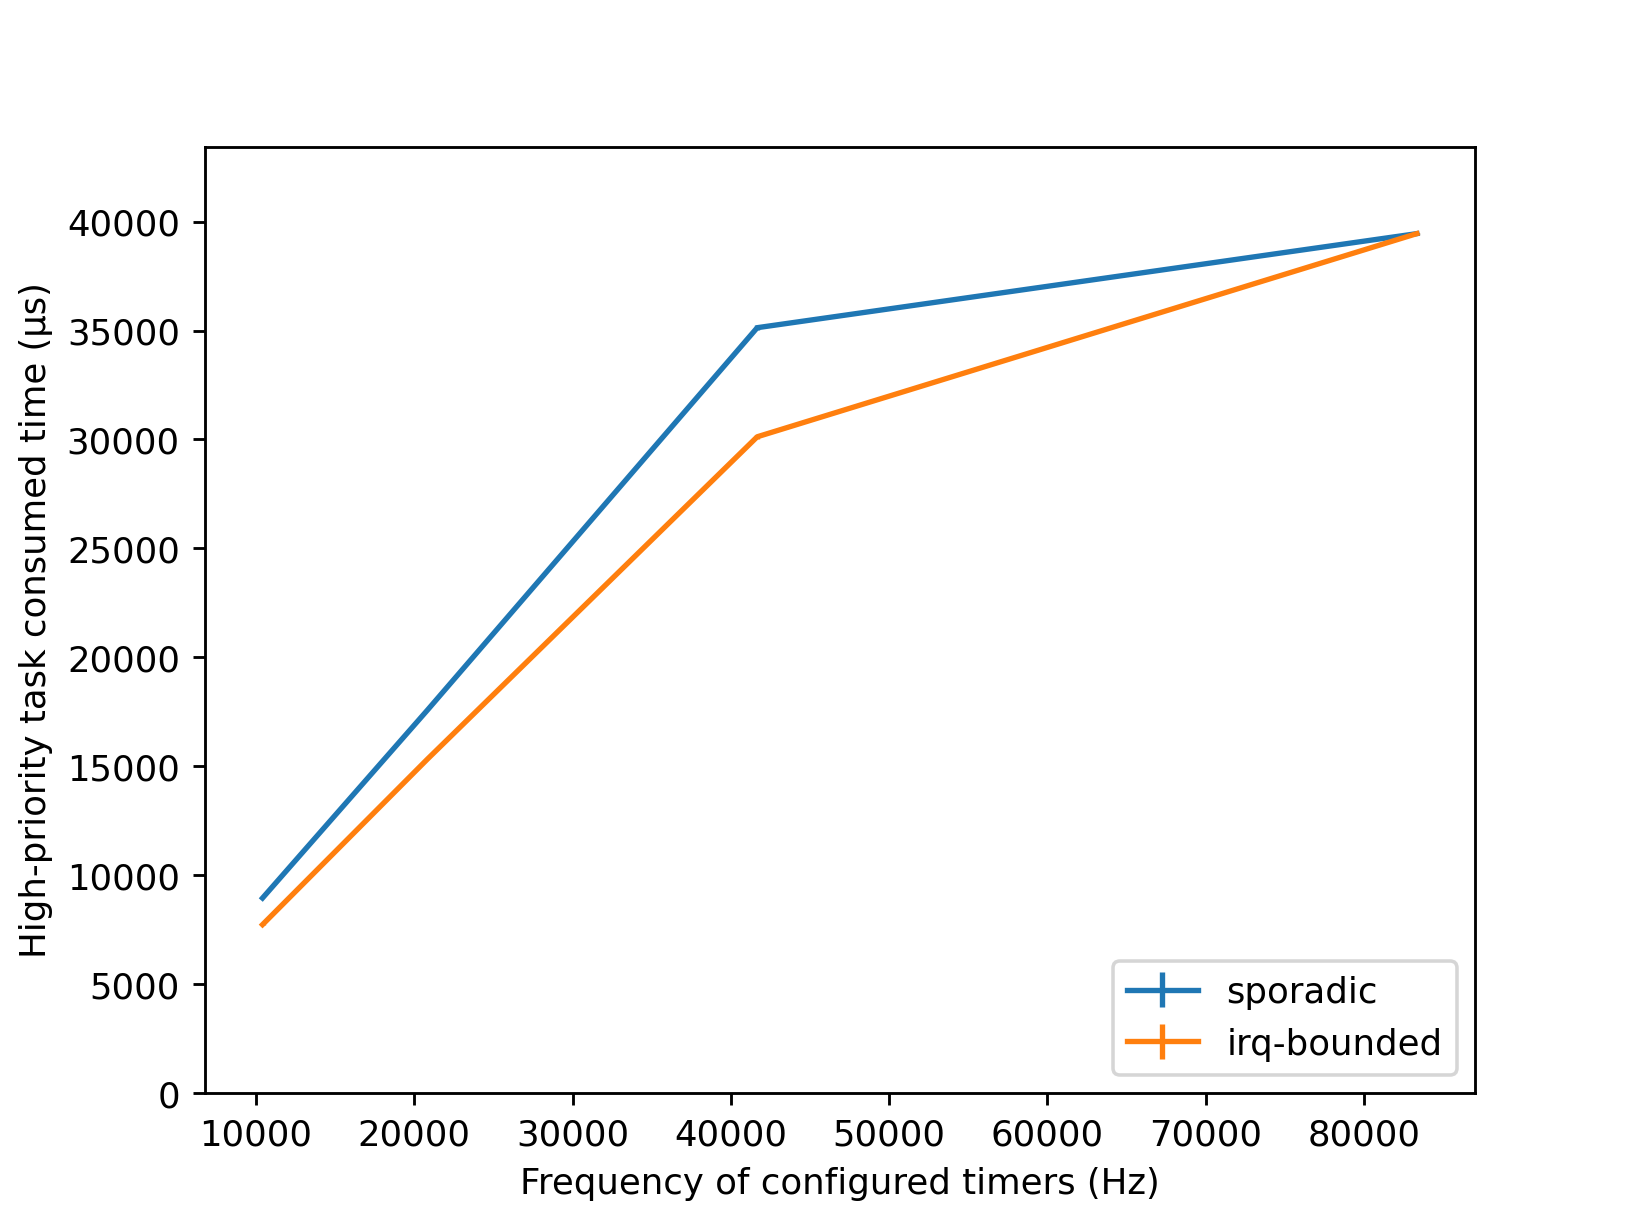 High-priority task consumed time (µs)
40000
35000
30000
25000
20000
15000
10000
5000
0
10000 20000 30000 40000 50000 60000 70000 80000
Frequency of configured timers (Hz)
sporadic
irq-bounded